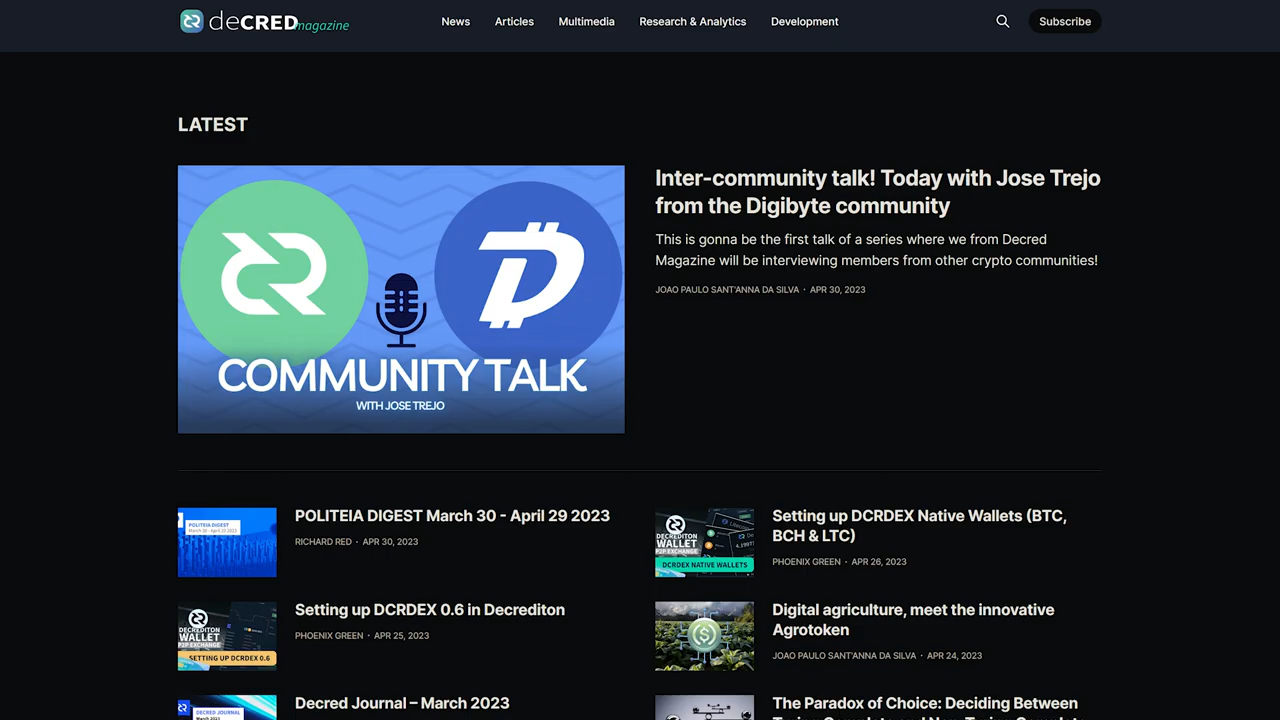 deCREDmagazine
News
Articles
Multimedia
Research & Analytics
Development
Subscribe
LATEST
COMMUNITY TALK
WITH JOSE TREJO
Inter-community talk! Today with Jose Trejo
from the Digibyte community
This is gonna be the first talk of a series where we from Decred
Magazine will be interviewing members from other crypto communities!
JOAO PAULO SANT'ANNA DA SILVA · APR 30, 2023
POLITEIA DIGEST
POLITEIA DIGEST March 30 - April 29 2023
RICHARD RED · APR 30, 2023
DECREDITON
WALLET
P2P EXCHANGE
DCRDEX NATIVE WALLETS
Setting up DCRDEX Native Wallets (BTC,
BCH & LTC)
PHOENIX GREEN · APR 26, 2023
DECREDITON
WALLET
P2P EXCHANGE
SETTING UP DCRDEX 0.6
Setting up DCRDEX 0.6 in Decrediton
PHOENIX GREEN · APR 25, 2023
Digital agriculture, meet the innovative
Agrotoken
JOAO PAULO SANT'ANNA DA SILVA · APR 24, 2023
DECRED JOURNAL
March 2023
Decred Journal – March 2023
The Paradox of Choice: Deciding Between